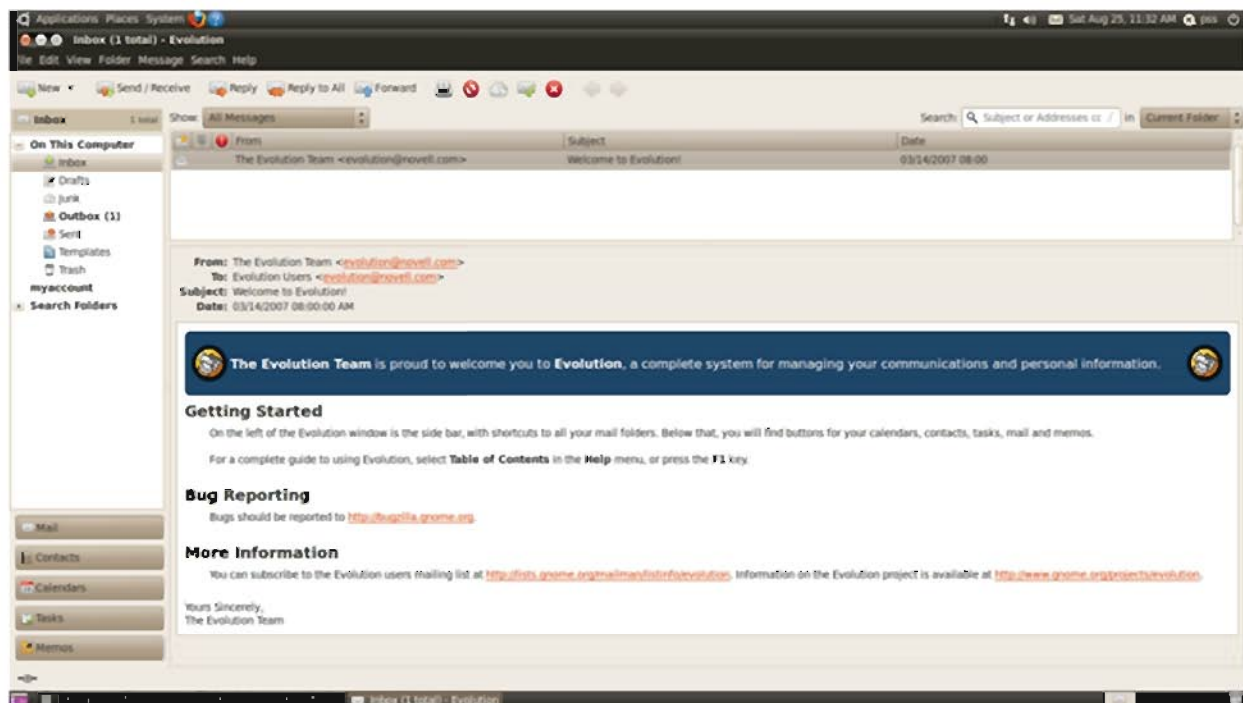 Applications Places System
Sat Aug 25, 11:32 AM pss
Inbox (1 total) - Evolution
File Edit View Folder Message Search Help
New Send / Receive Reply Reply to All Forward
Inbox 1 total
Show: All Messages
Search: Subject or Addresses in Current Folder
On This Computer
Inbox
Drafts
Junk
Outbox (1)
Sent
Templates
Trash
myaccount
Search Folders
From Subject Date
The Evolution Team <evolution@novell.com> Welcome to Evolution! 03/14/2007 08:00
From: The Evolution Team <evolution@novell.com>
To: Evolution Users <evolution@novell.com>
Subject: Welcome to Evolution!
Date: 03/14/2007 08:00:00 AM
The Evolution Team is proud to welcome you to Evolution, a complete system for managing your communications and personal information.
Getting Started
On the left of the Evolution window is the side bar, with shortcuts to all your mail folders. Below that, you will find buttons for your calendars, contacts, tasks, mail and memos.
For a complete guide to using Evolution, select Table of Contents in the Help menu, or press the F1 key.
Bug Reporting
Bugs should be reported to http://bugzilla.gnome.org.
More Information
You can subscribe to the Evolution users mailing list at http://lists.gnome.org/mailman/listinfo/evolution. Information on the Evolution project is available at http://www.gnome.org/projects/evolution.
Yours Sincerely,
The Evolution Team
Mail
Contacts
Calendars
Tasks
Memos
Inbox (1 total) - Evolution